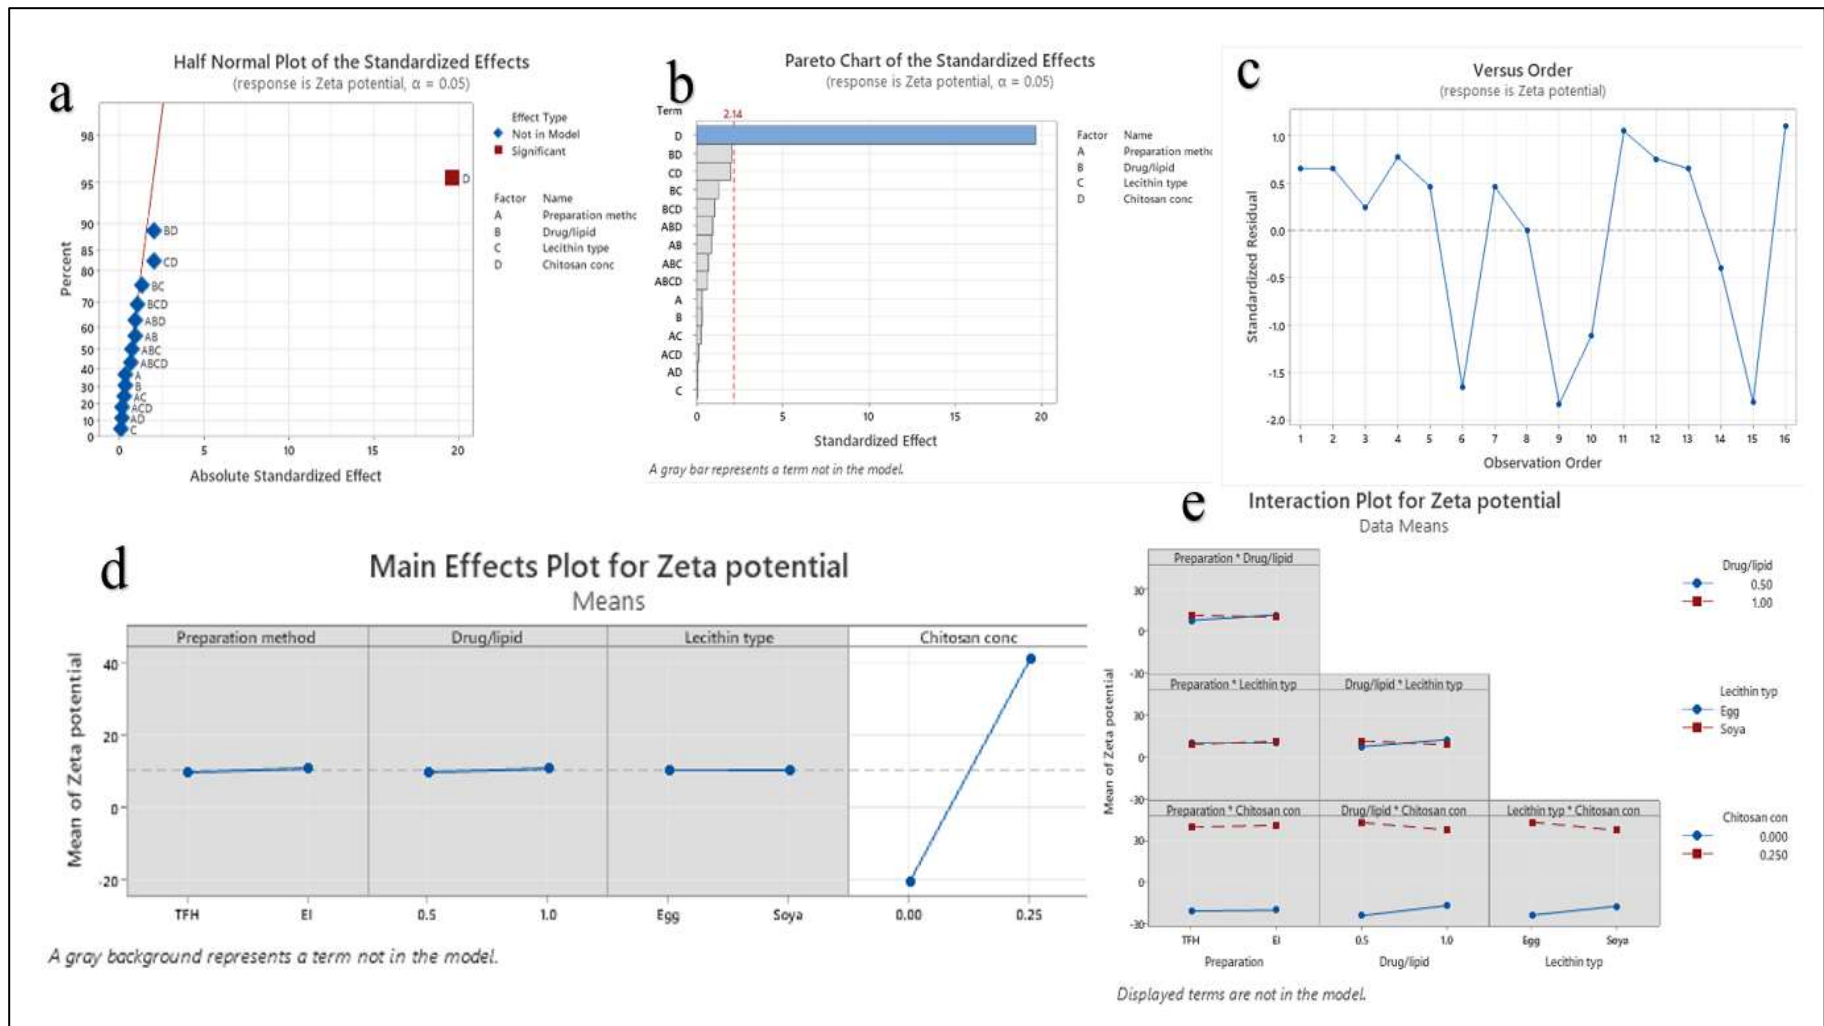 a
Half Normal Plot of the Standardized Effects
(response is Zeta potential, α = 0.05)
Percent
98
95
90
85
80
70
60
50
40
30
20
10
0
D
BD
CD
BC
BCD
ABD
AB
ABC
ABCD
A
B
AC
ACD
AD
C
0 5 10 15 20
Absolute Standardized Effect
Effect Type
Not in Model
Significant
Factor Name
A Preparation methc
B Drug/lipid
C Lecithin type
D Chitosan conc
b
Pareto Chart of the Standardized Effects
(response is Zeta potential, α = 0.05)
Term
2.14
D
BD
CD
BC
BCD
ABD
AB
ABC
ABCD
A
B
AC
ACD
AD
C
0 5 10 15 20
Standardized Effect
A gray bar represents a term not in the model.
Factor Name
A Preparation methc
B Drug/lipid
C Lecithin type
D Chitosan conc
c
Versus Order
(response is Zeta potential)
Standardized Residual
1.0
0.5
0.0
-0.5
-1.0
-1.5
-2.0
1 2 3 4 5 6 7 8 9 10 11 12 13 14 15 16
Observation Order
d
Main Effects Plot for Zeta potential
Means
Preparation method Drug/lipid Lecithin type Chitosan conc
Mean of Zeta potential
40
20
0
-20
TFH EI 0.5 1.0 Egg Soya 0.00 0.25
A gray background represents a term not in the model.
e
Interaction Plot for Zeta potential
Data Means
Mean of Zeta potential
Preparation * Drug/lipid
30
0
-30
Preparation * Lecithin typ Drug/lipid * Lecithin typ
30
0
-30
Preparation * Chitosan con Drug/lipid * Chitosan con Lecithin typ * Chitosan con
30
0
-30
TFH EI 0.5 1.0 Egg Soya
Preparation Drug/lipid Lecithin typ
Drug/lipid
0.50
1.00
Lecithin typ
Egg
Soya
Chitosan con
0.000
0.250
Displayed terms are not in the model.